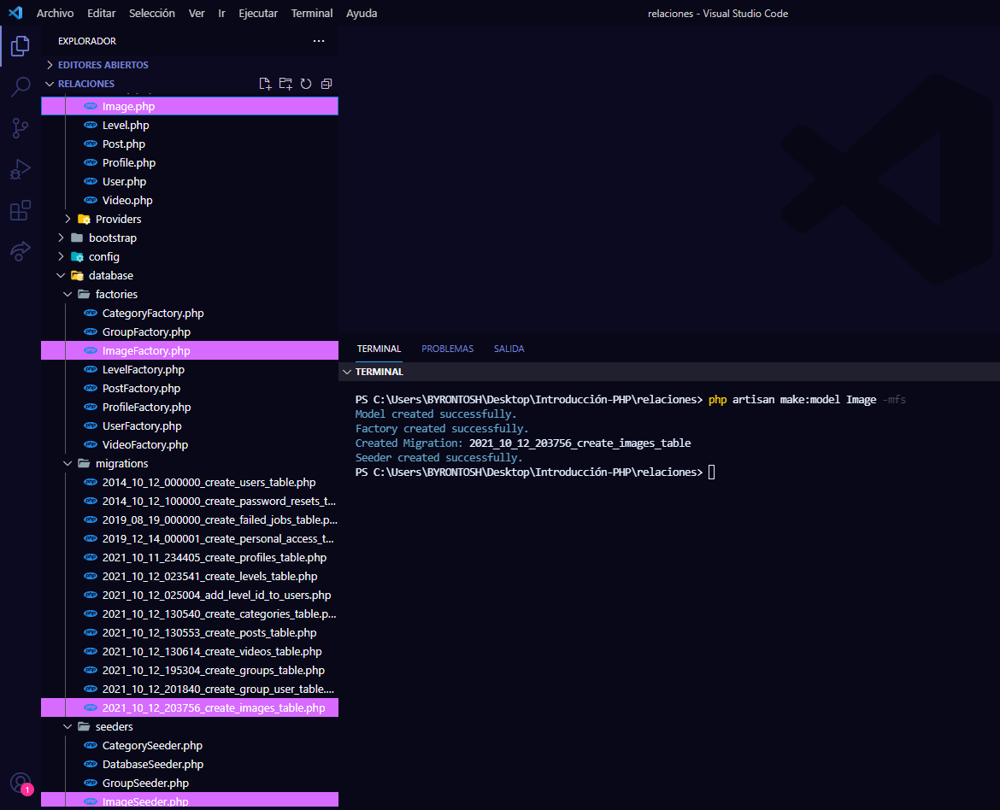 Archivo Editar Selección Ver Ir Ejecutar Terminal Ayuda
relaciones - Visual Studio Code
EXPLORADOR
EDITORES ABIERTOS
RELACIONES
Image.php
Level.php
Post.php
Profile.php
User.php
Video.php
Providers
bootstrap
config
database
factories
CategoryFactory.php
GroupFactory.php
ImageFactory.php
LevelFactory.php
PostFactory.php
ProfileFactory.php
UserFactory.php
VideoFactory.php
migrations
2014_10_12_000000_create_users_table.php
2014_10_12_100000_create_password_resets_t...
2019_08_19_000000_create_failed_jobs_table.p...
2019_12_14_000001_create_personal_access_t...
2021_10_11_234405_create_profiles_table.php
2021_10_12_023541_create_levels_table.php
2021_10_12_025004_add_level_id_to_users.php
2021_10_12_130540_create_categories_table.p...
2021_10_12_130553_create_posts_table.php
2021_10_12_130614_create_videos_table.php
2021_10_12_195304_create_groups_table.php
2021_10_12_201840_create_group_user_table....
2021_10_12_203756_create_images_table.php
seeders
CategorySeeder.php
DatabaseSeeder.php
GroupSeeder.php
ImageSeeder.php
1
TERMINAL PROBLEMAS SALIDA
TERMINAL
PS C:\Users\BYRONTOSH\Desktop\Introducción-PHP\relaciones> php artisan make:model Image -mfs
Model created successfully.
Factory created successfully.
Created Migration: 2021_10_12_203756_create_images_table
Seeder created successfully.
PS C:\Users\BYRONTOSH\Desktop\Introducción-PHP\relaciones>